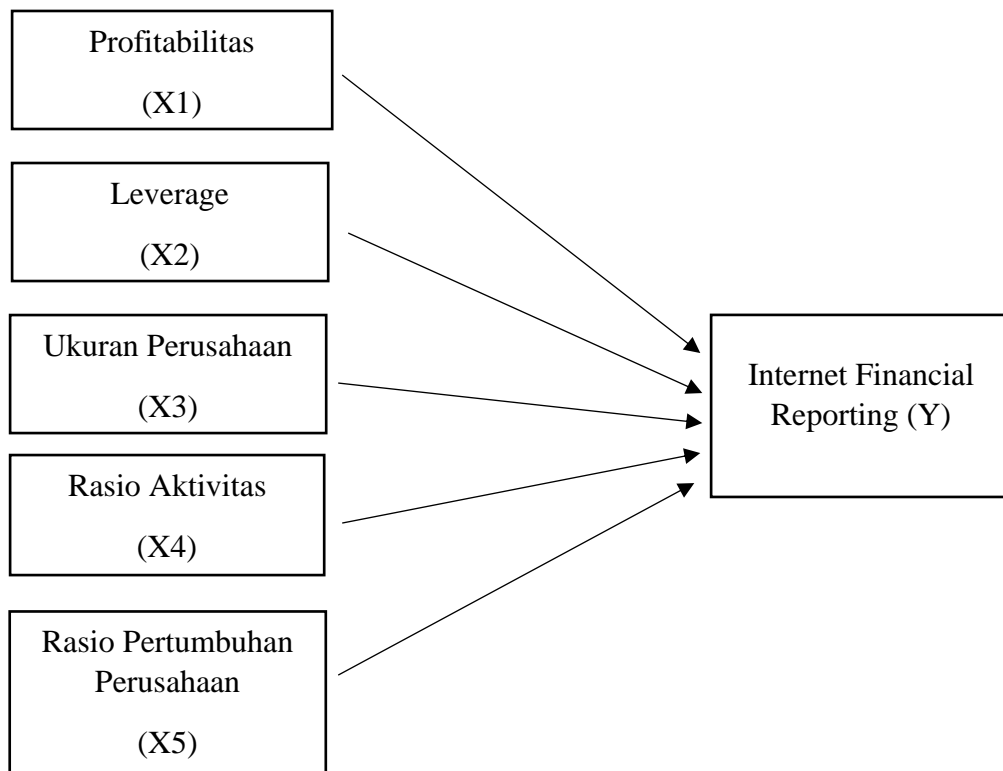 Profitabilitas
(X1)
Leverage
(X2)
Ukuran Perusahaan
(X3)
Rasio Aktivitas
(X4)
Rasio Pertumbuhan
Perusahaan
(X5)
Internet Financial
Reporting (Y)